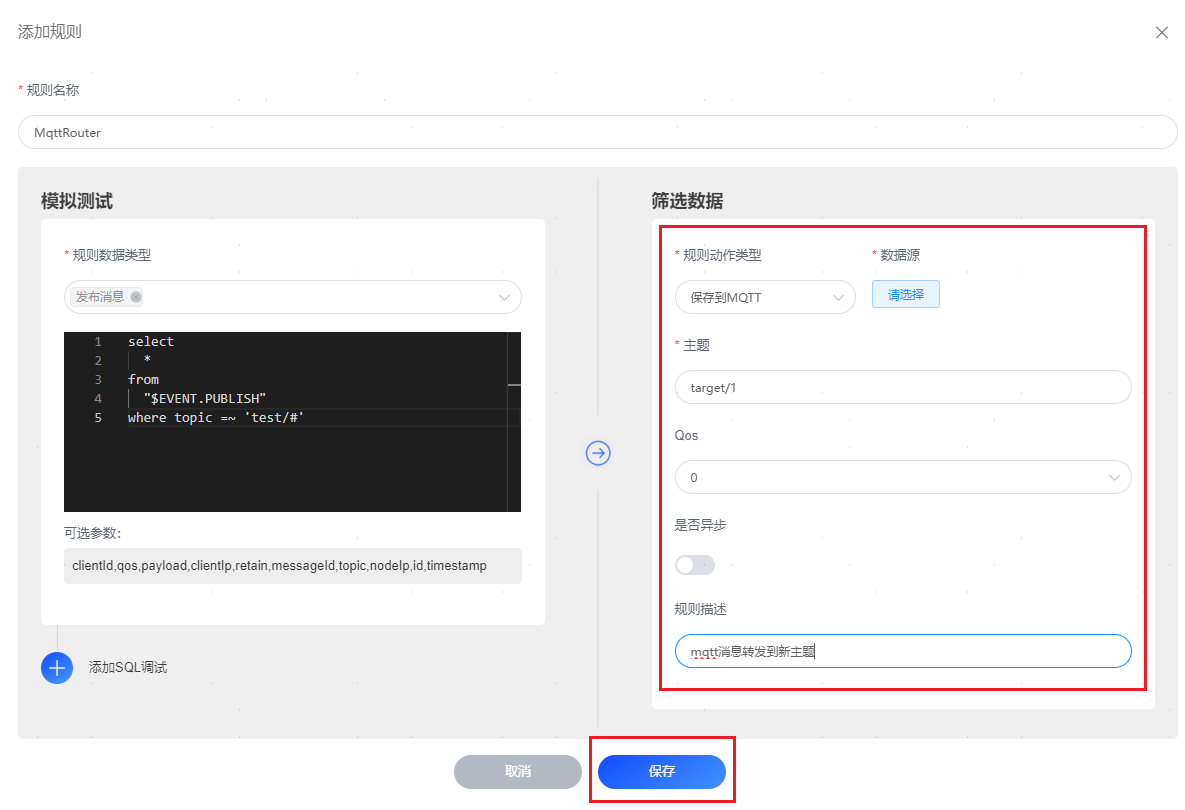 添加规则
* 规则名称
MqttRouter
模拟测试
* 规则数据类型
发布消息
1 select
2 *
3 from
4 "$EVENT.PUBLISH"
5 where topic =~ 'test/#'
可选参数:
clientId,qos,payload,clientIp,retain,messageId,topic,nodeIp,id,timestamp
添加SQL调试
筛选数据
* 规则动作类型 * 数据源
保存到MQTT 请选择
* 主题
target/1
Qos
0
是否异步
规则描述
mqtt消息转发到新主题
取消 保存